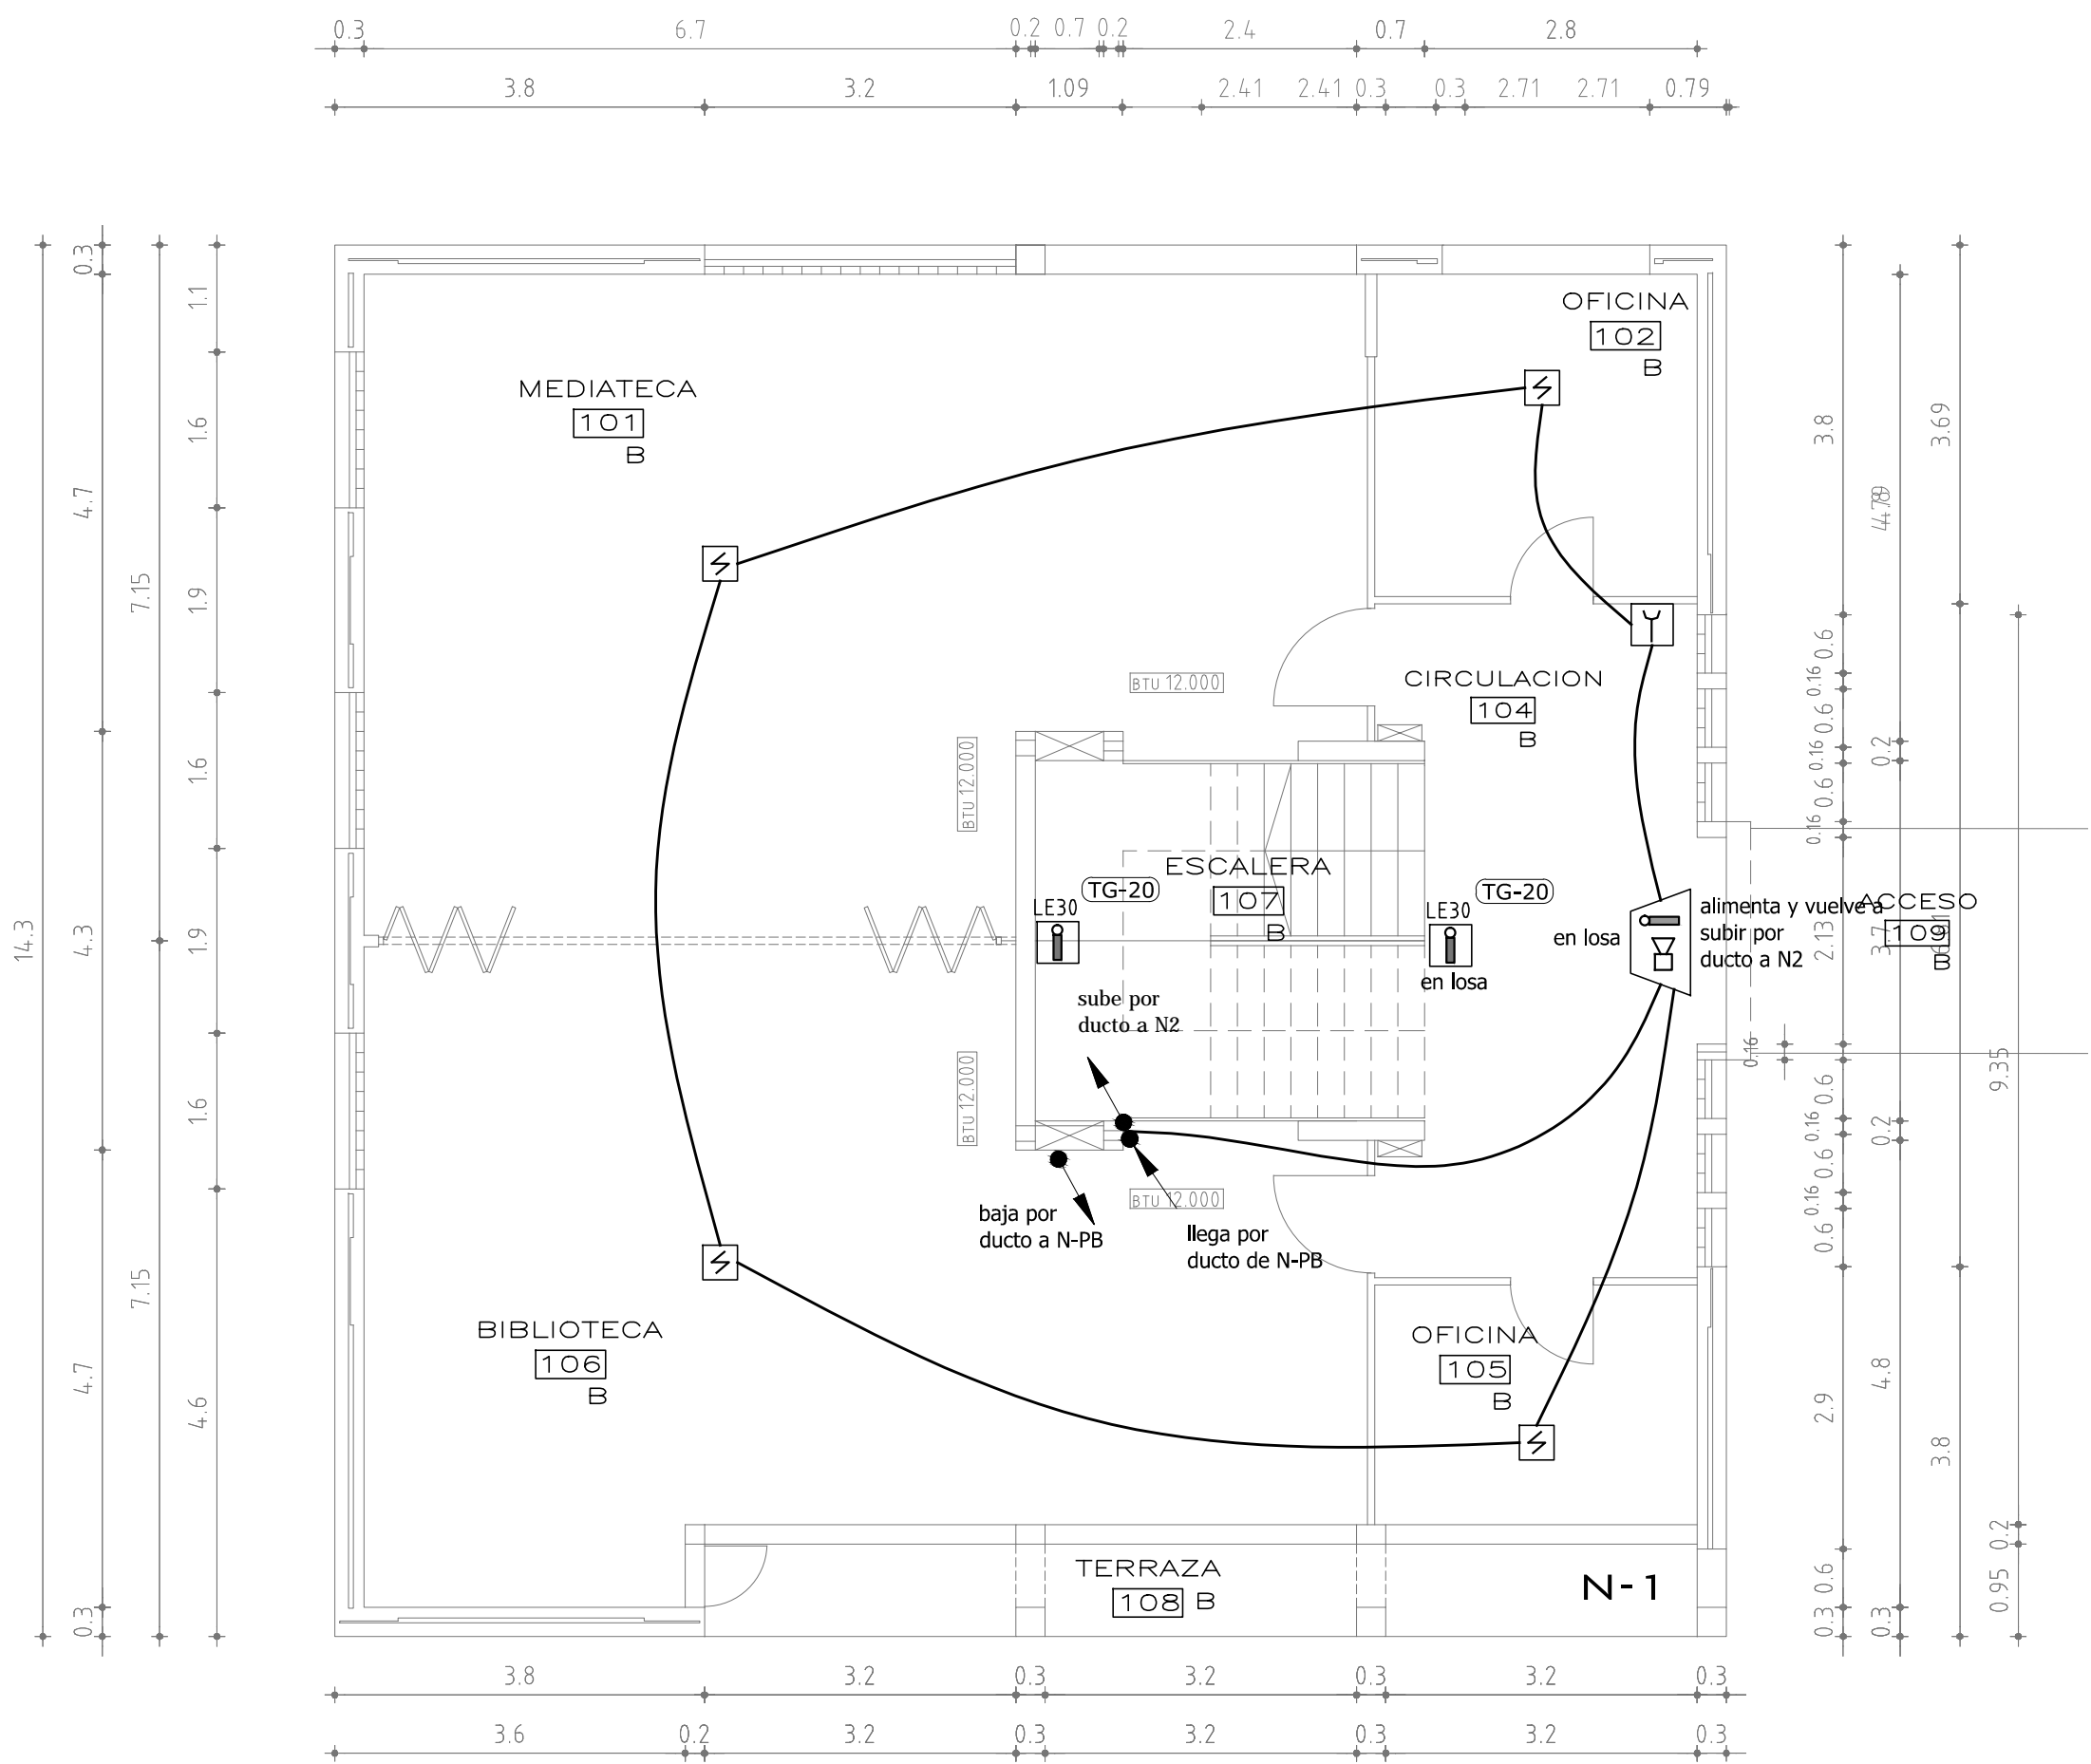 0.3 6.7 0.2 0.7 0.2 2.4 0.7 2.8
3.8 3.2 1.09 2.41 2.41 0.3 0.3 2.71 2.71 0.79
14.3
0.3
4.7
4.3
4.7
0.3
7.15
7.15
1.1
1.6
1.9
1.6
1.9
1.6
4.6
MEDIATECA
101
B
OFICINA
102
B
CIRCULACION
104
B
BTU 12.000
BTU 12.000
ESCALERA
107
B
TG-20
LE30
TG-20
LE30
en losa
en losa
alimenta y vuelve a
subir por
ducto a N2
ACCESO
109
B
sube por
ducto a N2
BTU 12.000
BTU 12.000
baja por
ducto a N-PB
llega por
ducto de N-PB
BIBLIOTECA
106
B
OFICINA
105
B
TERRAZA
108 B
N-1
3.8
0.6
0.16
0.6
0.16
0.6
0.16
2.13
0.16
0.6
0.16
0.6
0.16
0.6
2.9
0.6
0.3
0.2
0.2
4.8
0.3
3.69
3.8
9.35
0.2
0.95
3.8 3.2 0.3 3.2 0.3 3.2 0.3
3.6 0.2 3.2 0.3 3.2 0.3 3.2 0.3